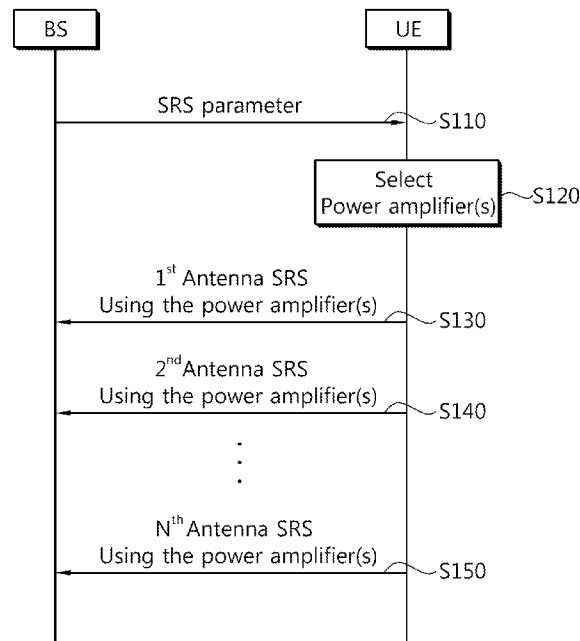 BS
UE
SRS parameter
S110
Select
Power amplifier(s)
S120
1st Antenna SRS
Using the power amplifier(s)
S130
2nd Antenna SRS
Using the power amplifier(s)
S140
Nth Antenna SRS
Using the power amplifier(s)
S150